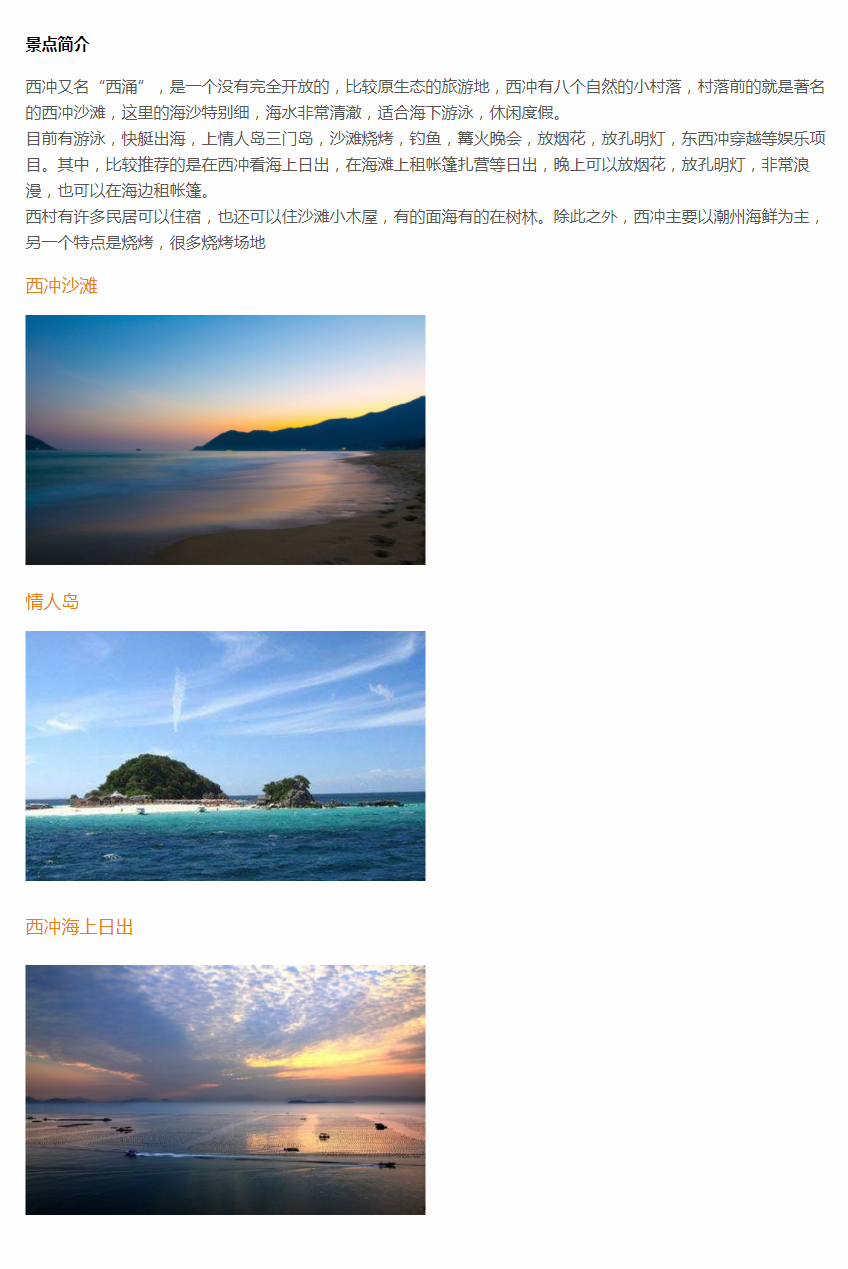 景点简介
西冲又名“西涌”，是一个没有完全开放的，比较原生态的旅游地，西冲有八个自然的小村落，村落前的就是著名
的西冲沙滩，这里的海沙特别细，海水非常清澈，适合海下游泳，休闲度假。
目前有游泳，快艇出海，上情人岛三门岛，沙滩烧烤，钓鱼，篝火晚会，放烟花，放孔明灯，东西冲穿越等娱乐项
目。其中，比较推荐的是在西冲看海上日出，在海滩上租帐篷扎营等日出，晚上可以放烟花，放孔明灯，非常浪
漫，也可以在海边租帐篷。
西村有许多民居可以住宿，也还可以住沙滩小木屋，有的面海有的在树林。除此之外，西冲主要以潮州海鲜为主，
另一个特点是烧烤，很多烧烤场地
西冲沙滩
情人岛
西冲海上日出